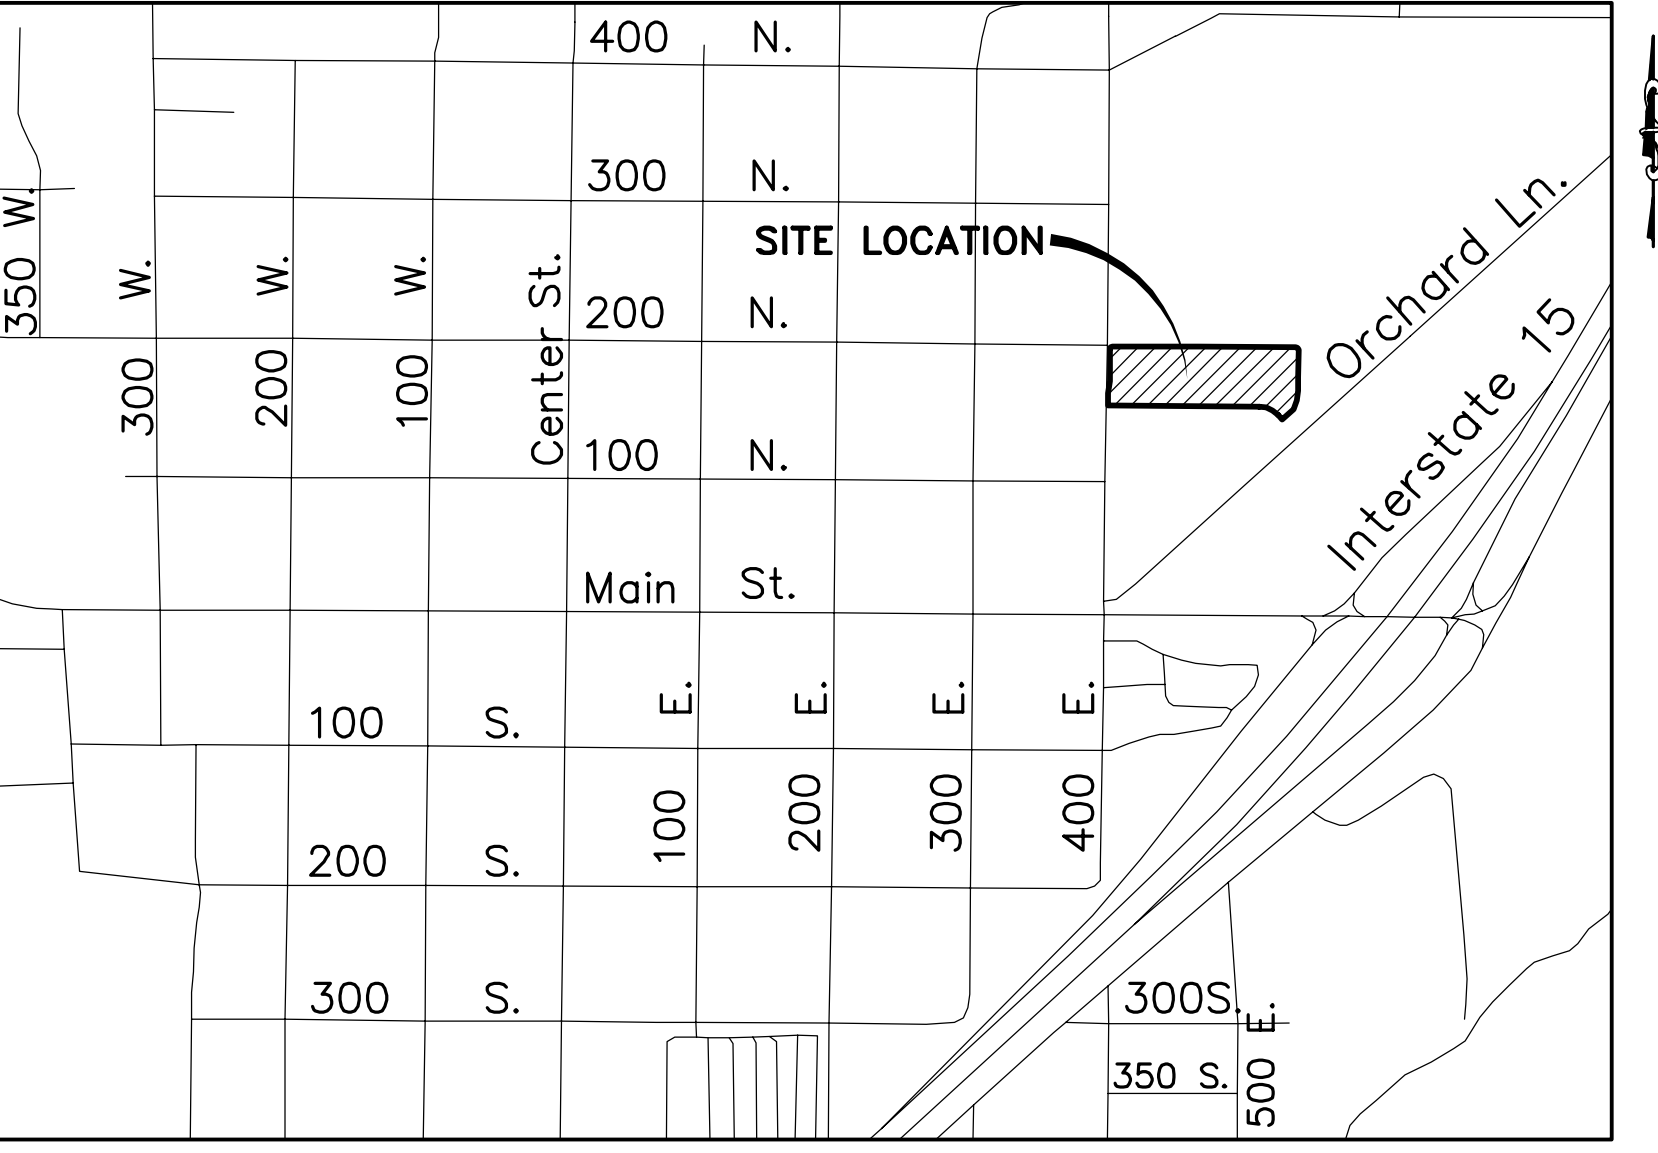 400 N.
300 N.
350 W.
300 W.
200 W.
100 W.
Center St.
SITE LOCATION
200 N.
Orchard Ln.
Interstate 15
100 N.
Main St.
100 S.
100 E.
200 E.
300 E.
400 E.
200 S.
300 S.
300S.
350 S.
500 E.